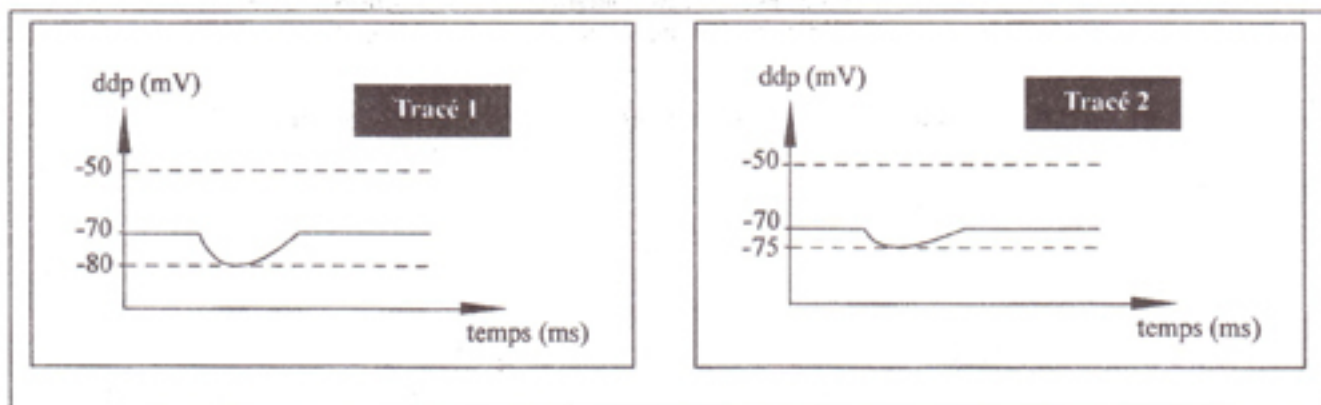 ddp (mV)
Tracé 1
-50
-70
-80
temps (ms)
ddp (mV)
Tracé 2
-50
-70
-75
temps (ms)